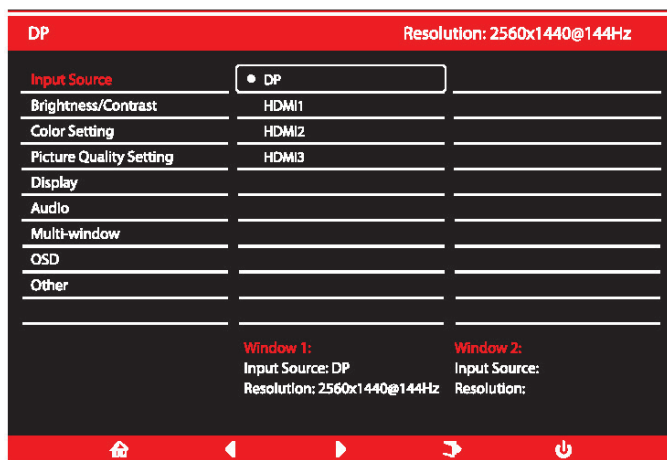 DP Resolution: 2560x1440@144Hz
Input Source DP
Brightness/Contrast HDMI1
Color Setting HDMI2
Picture Quality Setting HDMI3
Display
Audio
Multi-window
OSD
Other
Window 1: Window 2:
Input Source: DP Input Source:
Resolution: 2560x1440@144Hz Resolution: